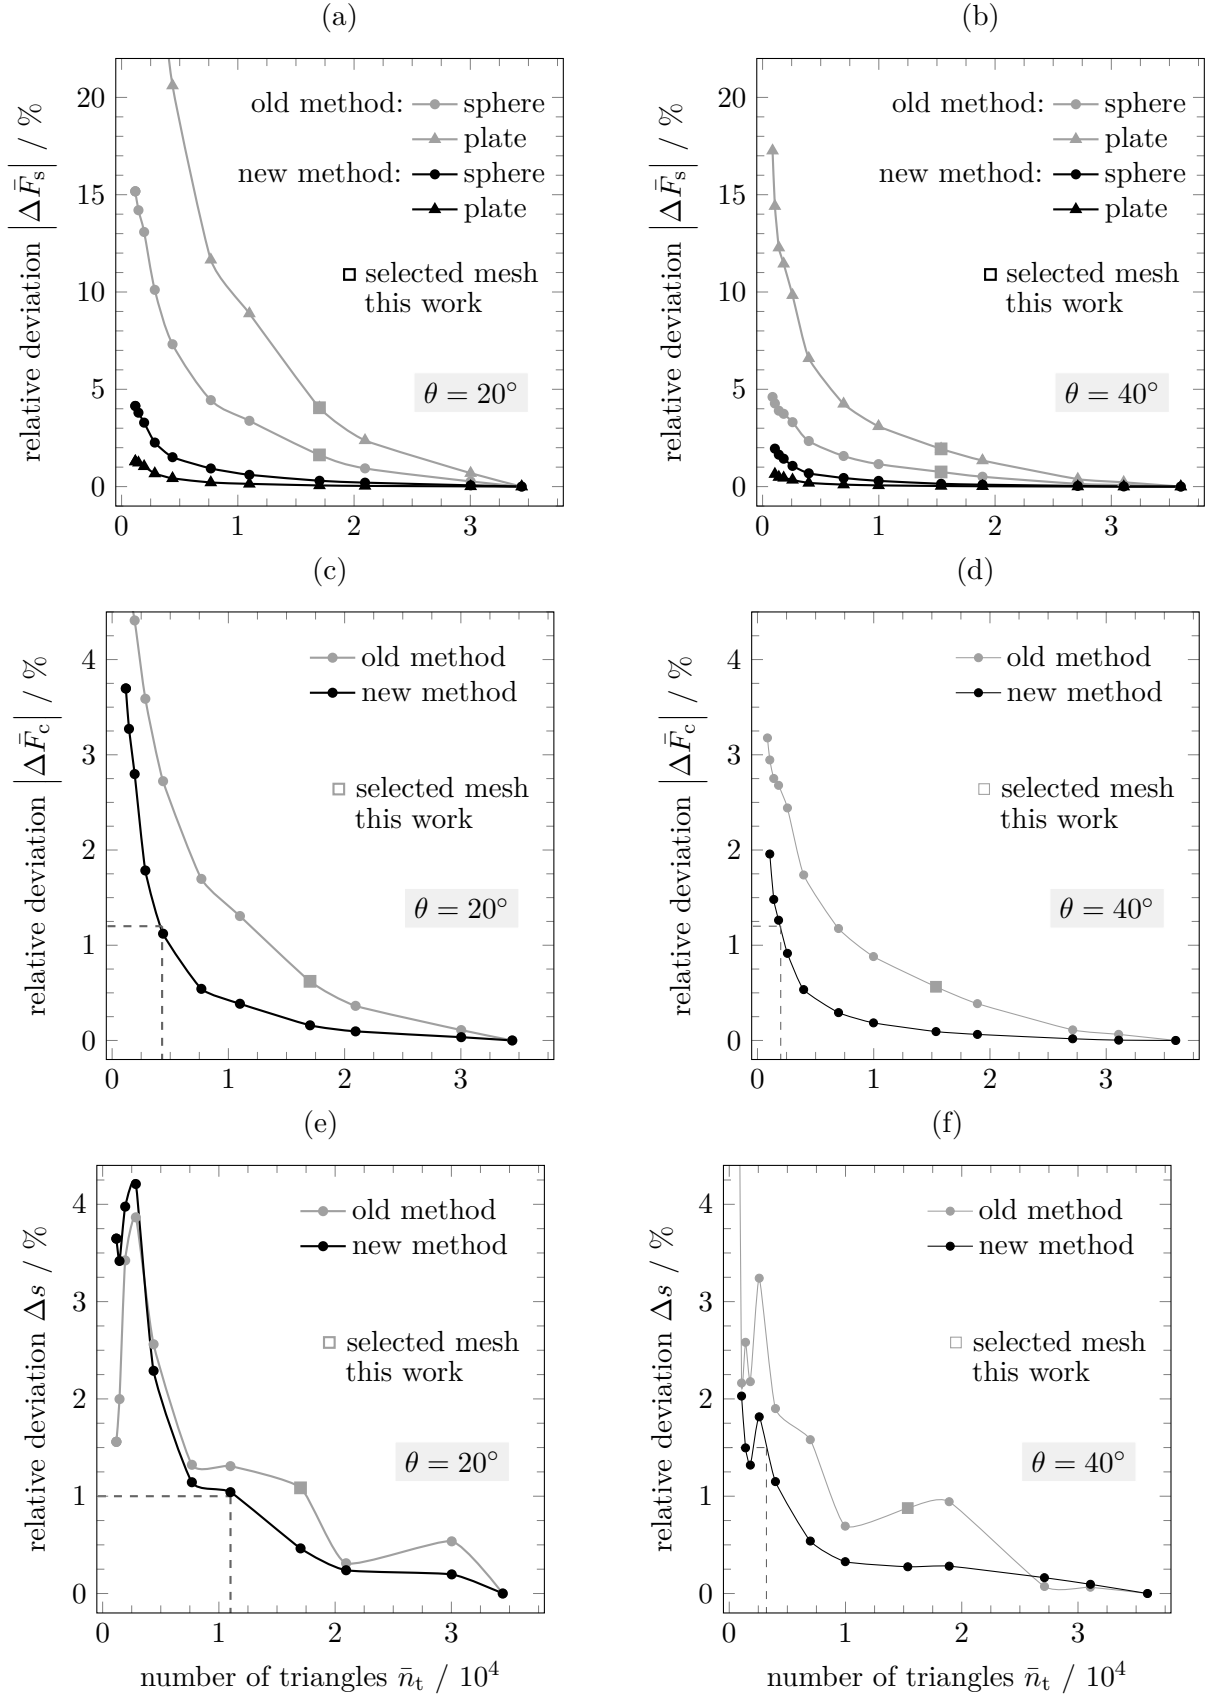 (a)
relative deviation |ΔF̄ₛ| / %
20
15
10
5
0
0 1 2 3
old method: sphere
plate
new method: sphere
plate
selected mesh
this work
θ = 20°
(b)
relative deviation |ΔF̄ₛ| / %
20
15
10
5
0
0 1 2 3
old method: sphere
plate
new method: sphere
plate
selected mesh
this work
θ = 40°
(c)
relative deviation |ΔF̄_c| / %
4
3
2
1
0
0 1 2 3
old method
new method
selected mesh
this work
θ = 20°
(d)
relative deviation |ΔF̄_c| / %
4
3
2
1
0
0 1 2 3
old method
new method
selected mesh
this work
θ = 40°
(e)
relative deviation Δs / %
4
3
2
1
0
0 1 2 3
number of triangles n̄ₜ / 10⁴
old method
new method
selected mesh
this work
θ = 20°
(f)
relative deviation Δs / %
4
3
2
1
0
0 1 2 3
number of triangles n̄ₜ / 10⁴
old method
new method
selected mesh
this work
θ = 40°